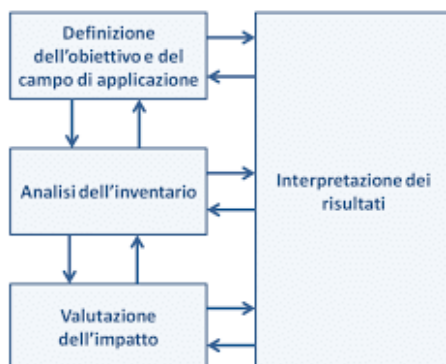 Definizione
dell'obiettivo e del
campo di applicazione
Analisi dell'inventario
Valutazione
dell'impatto
Interpretazione dei
risultati